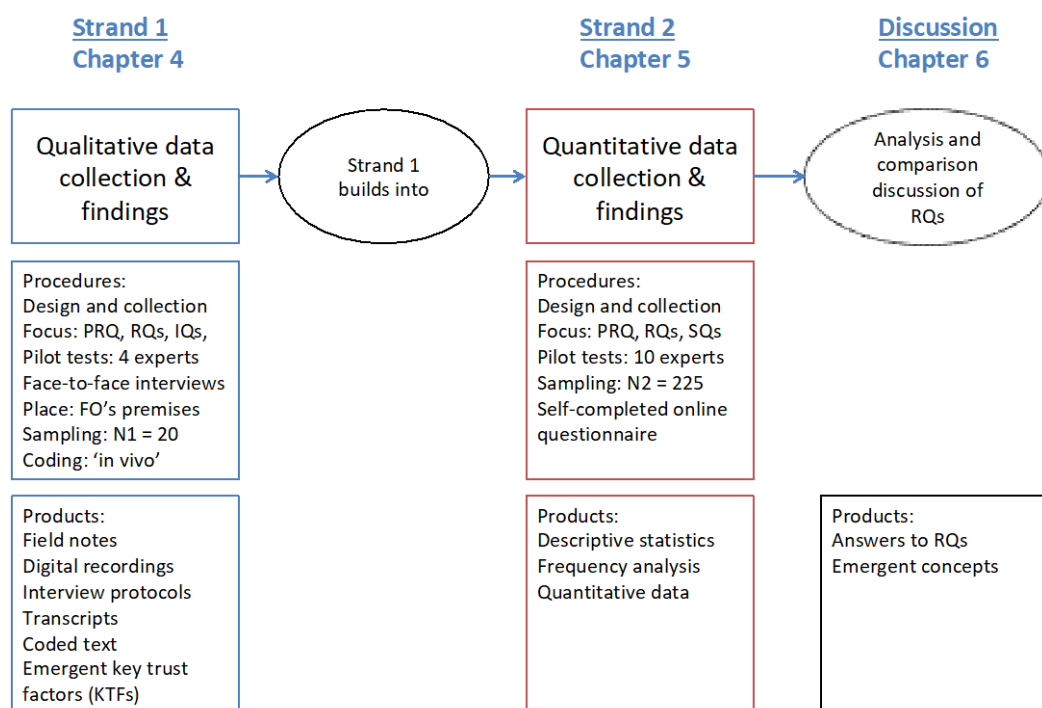 Strand 1
Chapter 4
Strand 2
Chapter 5
Discussion
Chapter 6
Qualitative data
collection &
findings
Strand 1
builds into
Quantitative data
collection &
findings
Analysis and
comparison
discussion of
RQs
Procedures:
Design and collection
Focus: PRQ, RQs, IQs,
Pilot tests: 4 experts
Face-to-face interviews
Place: FO’s premises
Sampling: N1 = 20
Coding: ‘in vivo’
Procedures:
Design and collection
Focus: PRQ, RQs, SQs
Pilot tests: 10 experts
Sampling: N2 = 225
Self-completed online
questionnaire
Products:
Field notes
Digital recordings
Interview protocols
Transcripts
Coded text
Emergent key trust
factors (KTFs)
Products:
Descriptive statistics
Frequency analysis
Quantitative data
Products:
Answers to RQs
Emergent concepts